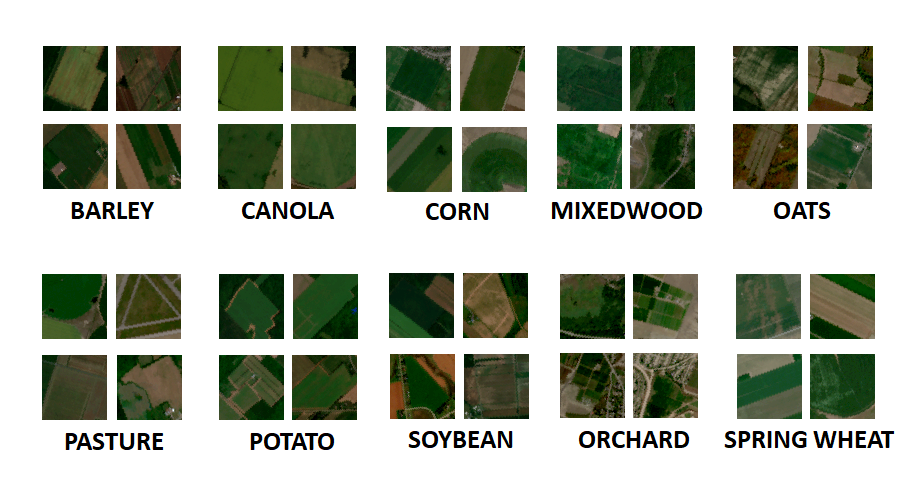 BARLEY CANOLA CORN MIXEDWOOD OATS
PASTURE POTATO SOYBEAN ORCHARD SPRING WHEAT